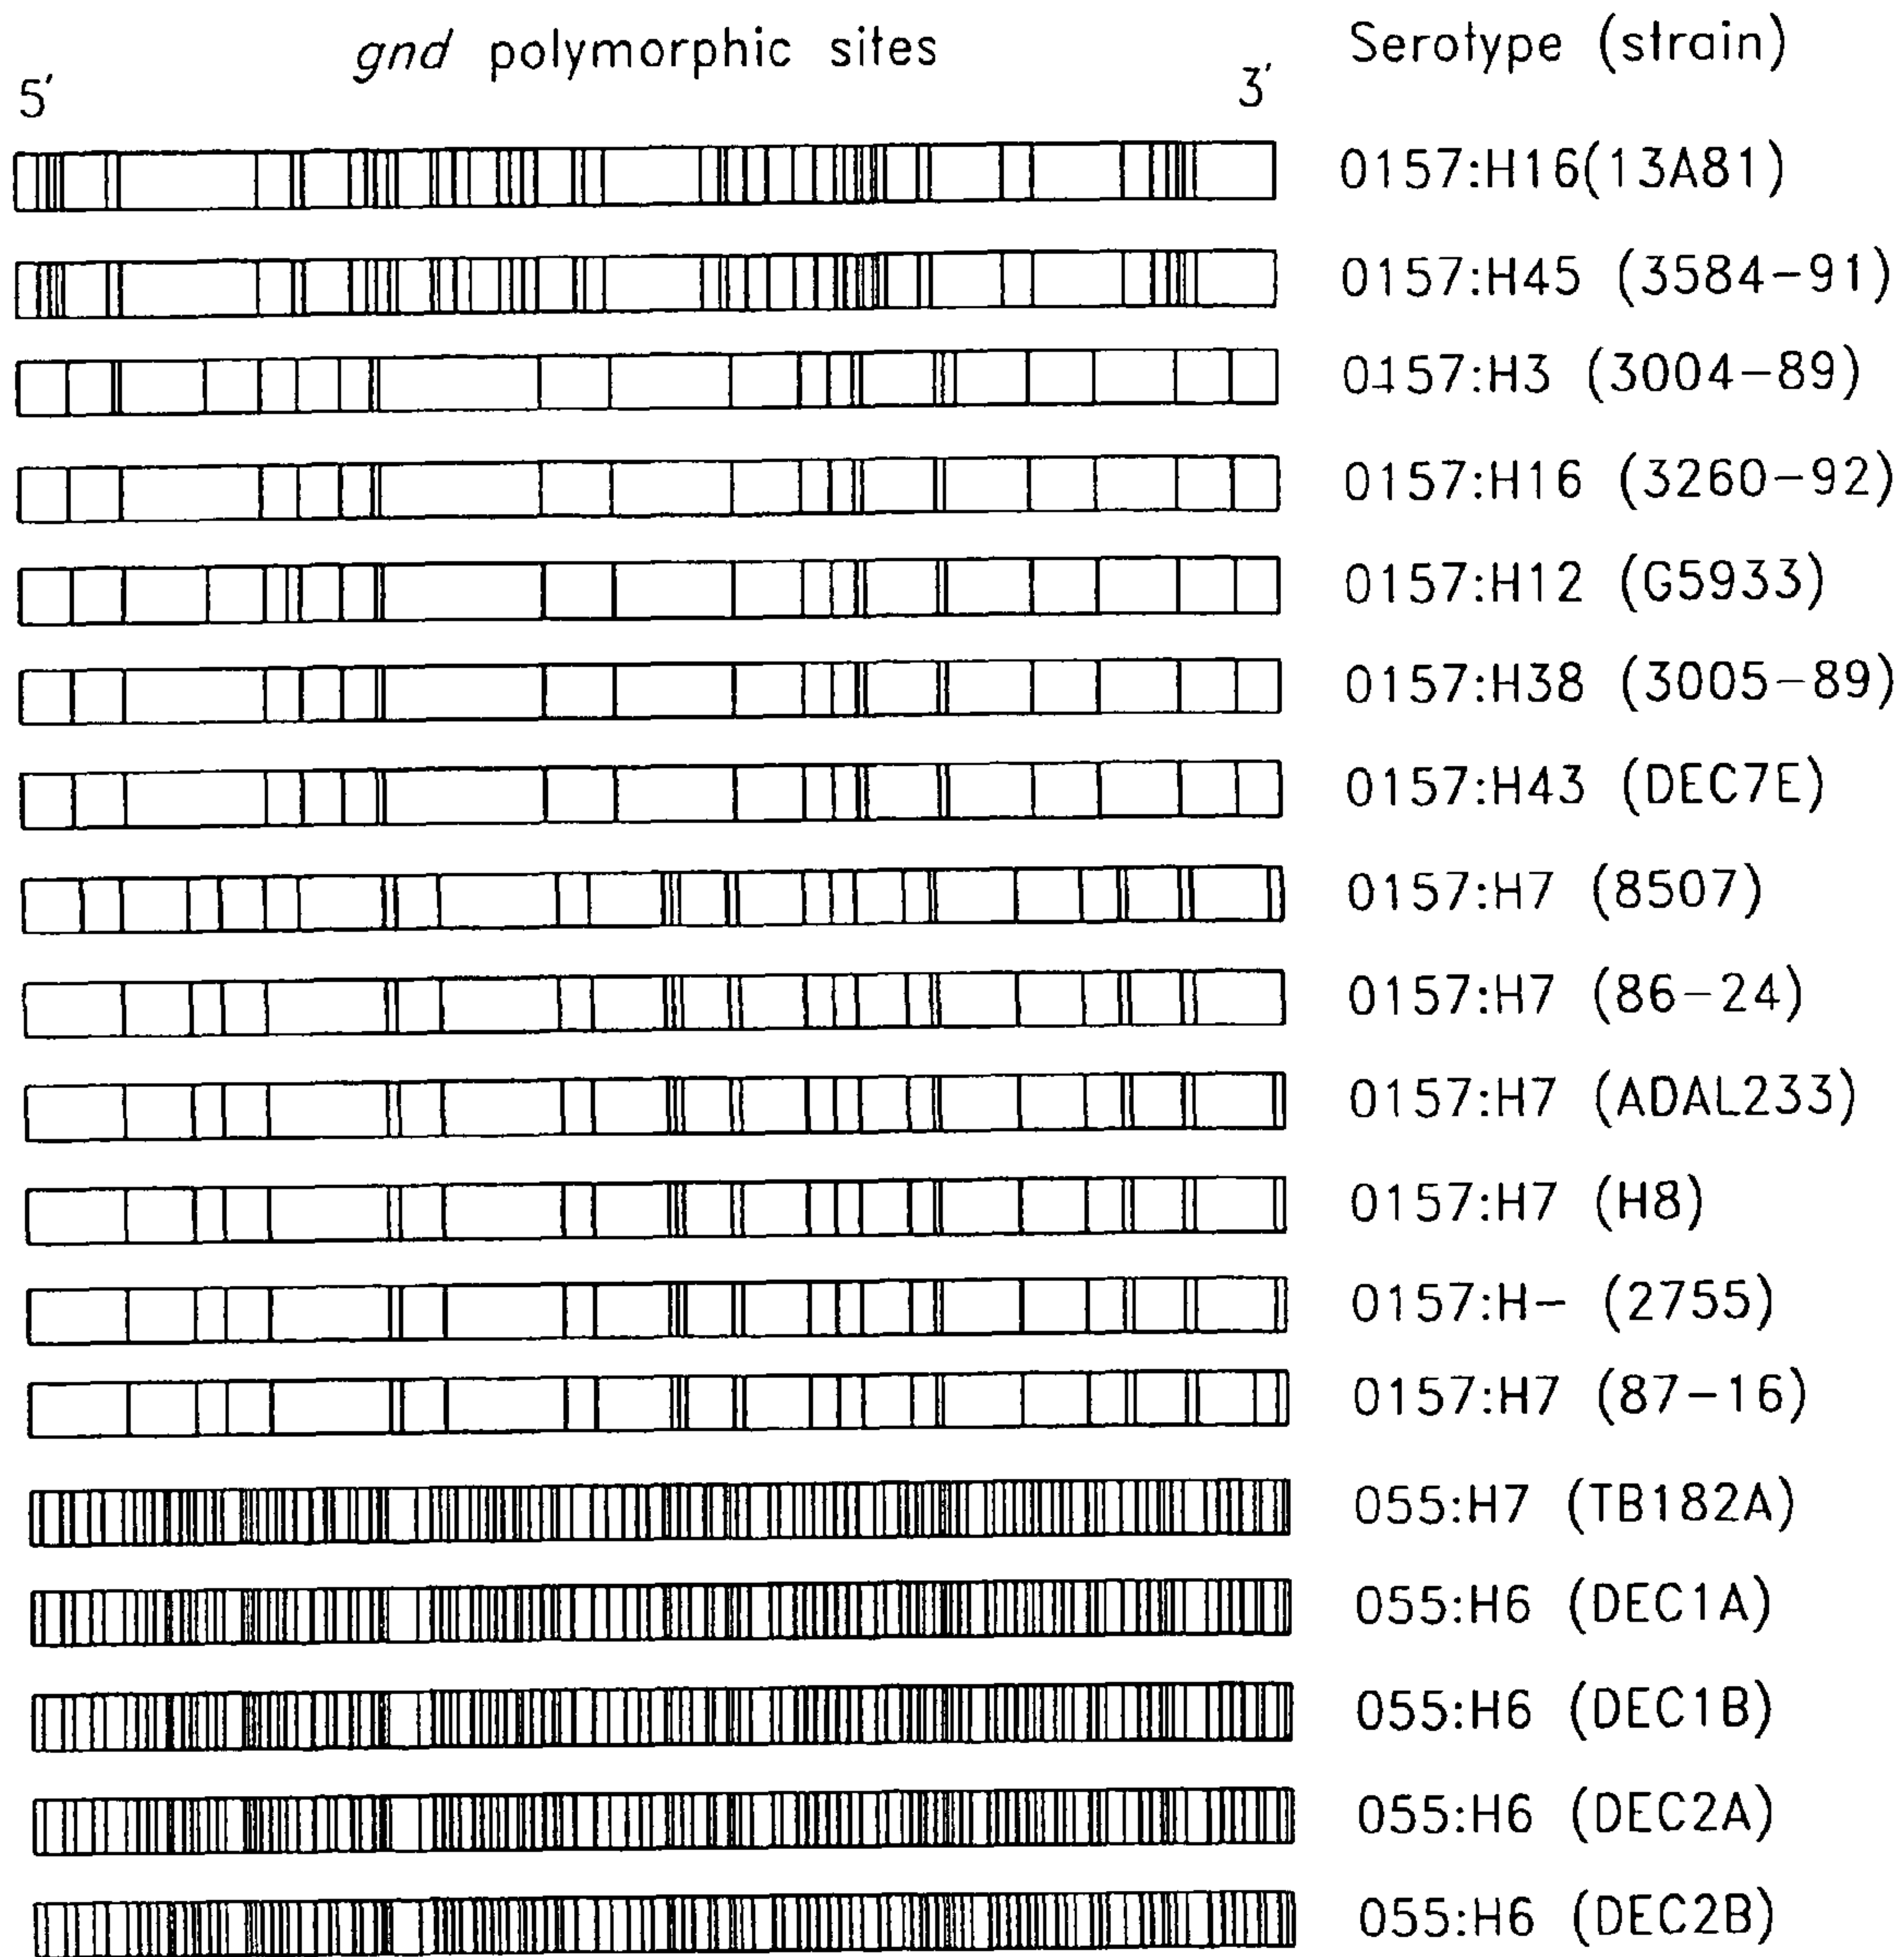 gnd polymorphic sites
Serotype (strain)
5'
3'
0157:H16(13A81)
0157:H45 (3584-91)
0157:H3 (3004-89)
0157:H16 (3260-92)
0157:H12 (G5933)
0157:H38 (3005-89)
0157:H43 (DEC7E)
0157:H7 (8507)
0157:H7 (86-24)
0157:H7 (ADAL233)
0157:H7 (H8)
0157:H- (2755)
0157:H7 (87-16)
055:H7 (TB182A)
055:H6 (DEC1A)
055:H6 (DEC1B)
055:H6 (DEC2A)
055:H6 (DEC2B)